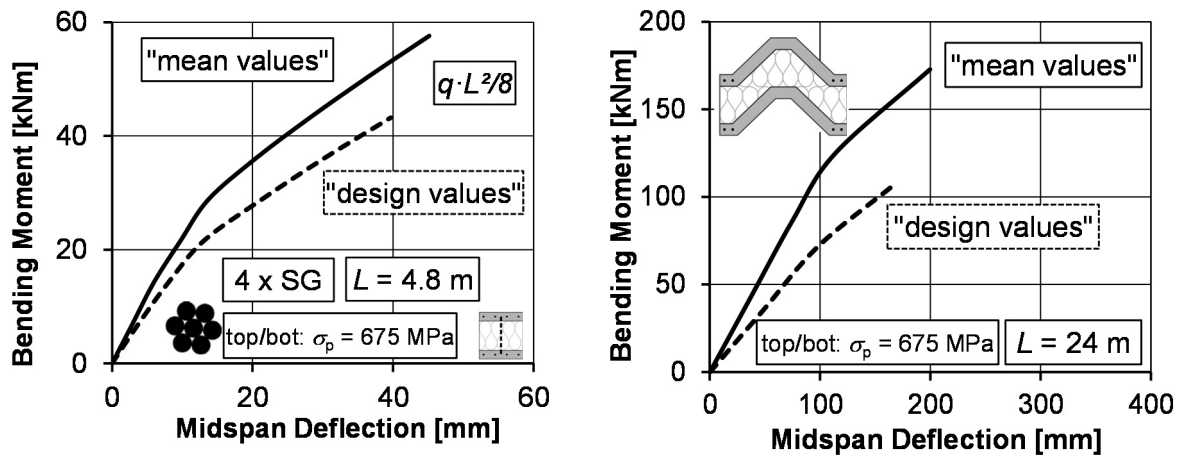 Bending Moment [kNm]
60
40
20
0
0
20
40
60
Midspan Deflection [mm]
"mean values"
q·L²/8
"design values"
4 x SG
L = 4.8 m
top/bot: σp = 675 MPa
Bending Moment [kNm]
200
150
100
50
0
0
100
200
300
400
Midspan Deflection [mm]
"mean values"
"design values"
top/bot: σp = 675 MPa
L = 24 m